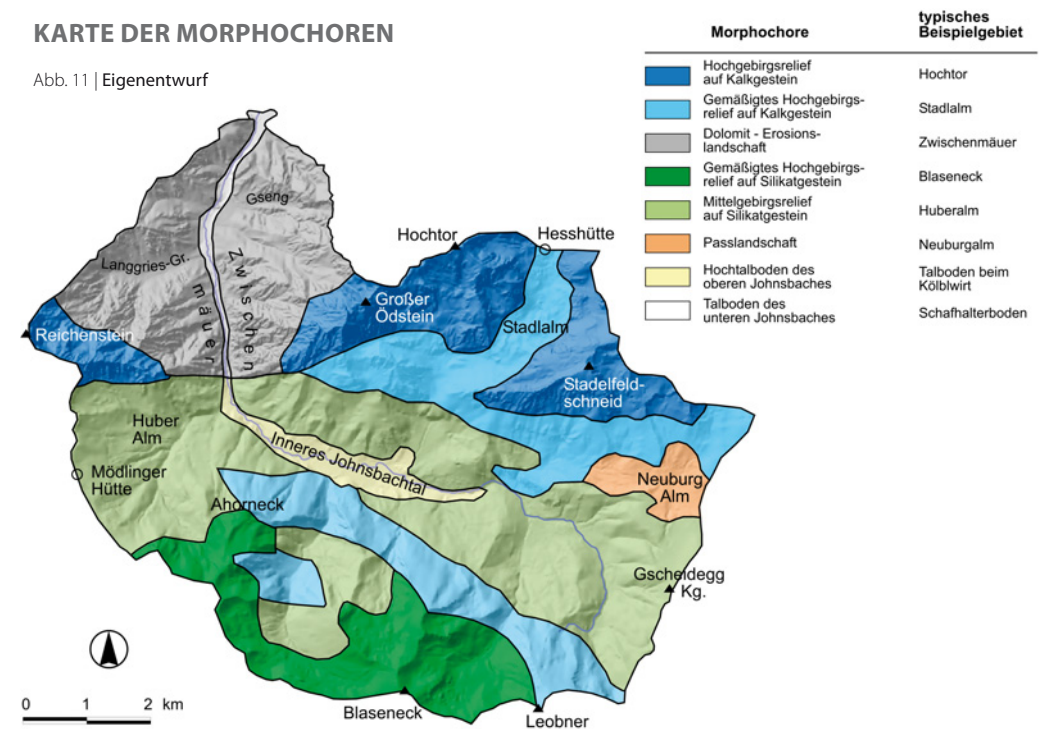 KARTE DER MORPHOCHOREN
Abb. 11 | Eigenentwurf
Morphochore
typisches
Beispielgebiet
Hochgebirgsrelief
auf Kalkgestein
Hochtor
Gemäßigtes Hochgebirgs-
relief auf Kalkgestein
Stadlalm
Dolomit - Erosions-
landschaft
Zwischenmäuer
Gemäßigtes Hochgebirgs-
relief auf Silikatgestein
Blaseneck
Mittelgebirgsrelief
auf Silikatgestein
Huberalm
Passlandschaft
Neuburgalm
Hochtalboden des
oberen Johnsbaches
Talboden beim
Kölblwirt
Talboden des
unteren Johnsbaches
Schafhalterboden
Gseng
Langgries-Gr.
Zwischen
mäuer
Hochtor
Hesshütte
Großer
Ödstein
Reichenstein
Stadlalm
Stadelfeld-
schneid
Huber
Alm
Inneres Johnsbachtal
Mödlinger
Hütte
Neuburg
Alm
Ahorneck
Gscheidegg
Kg.
Blaseneck
Leobner
0 1 2 km